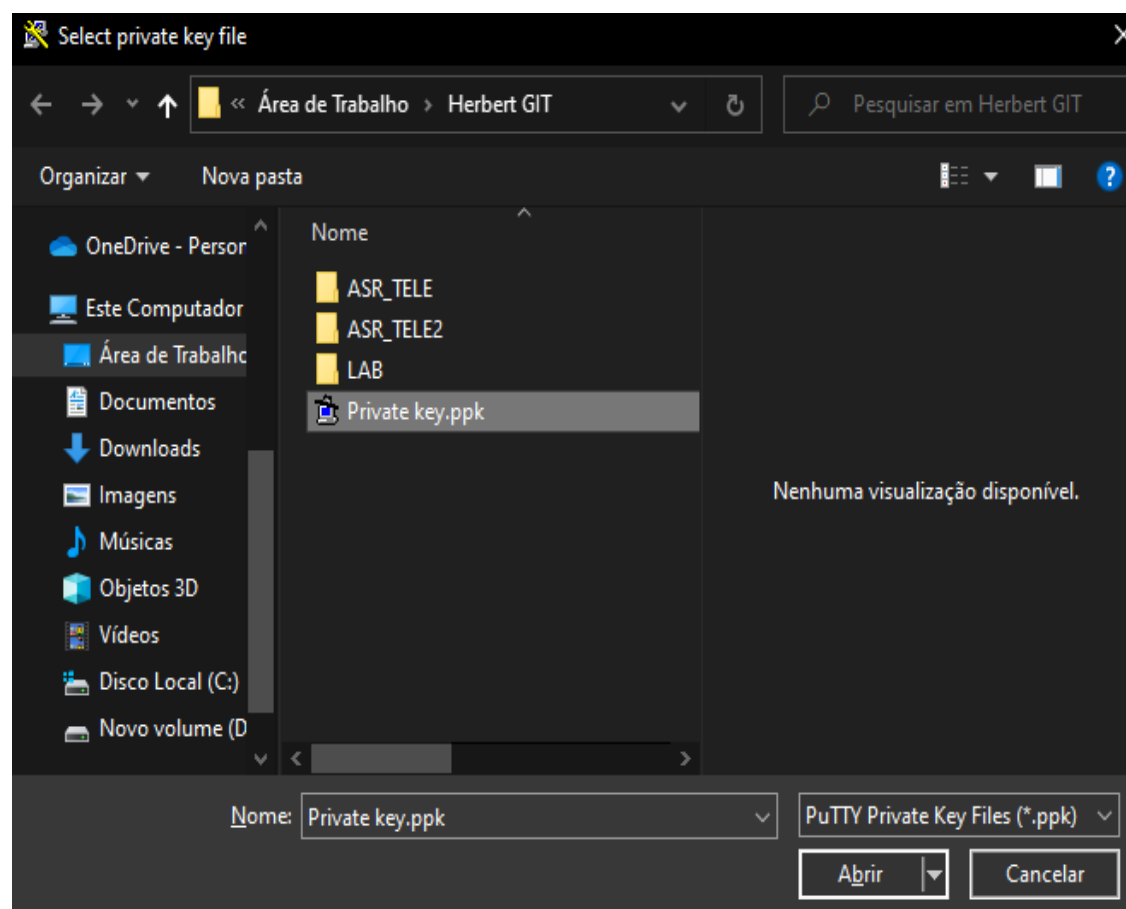 Select private key file
« Área de Trabalho › Herbert GIT
Pesquisar em Herbert GIT
Organizar
Nova pasta
?
OneDrive - Person
Este Computador
Área de Trabalho
Documentos
Downloads
Imagens
Músicas
Objetos 3D
Vídeos
Disco Local (C:)
Novo volume (D
Nome
ASR_TELE
ASR_TELE2
LAB
Private key.ppk
Nenhuma visualização disponível.
Nome: Private key.ppk
PuTTY Private Key Files (*.ppk)
Abrir
Cancelar